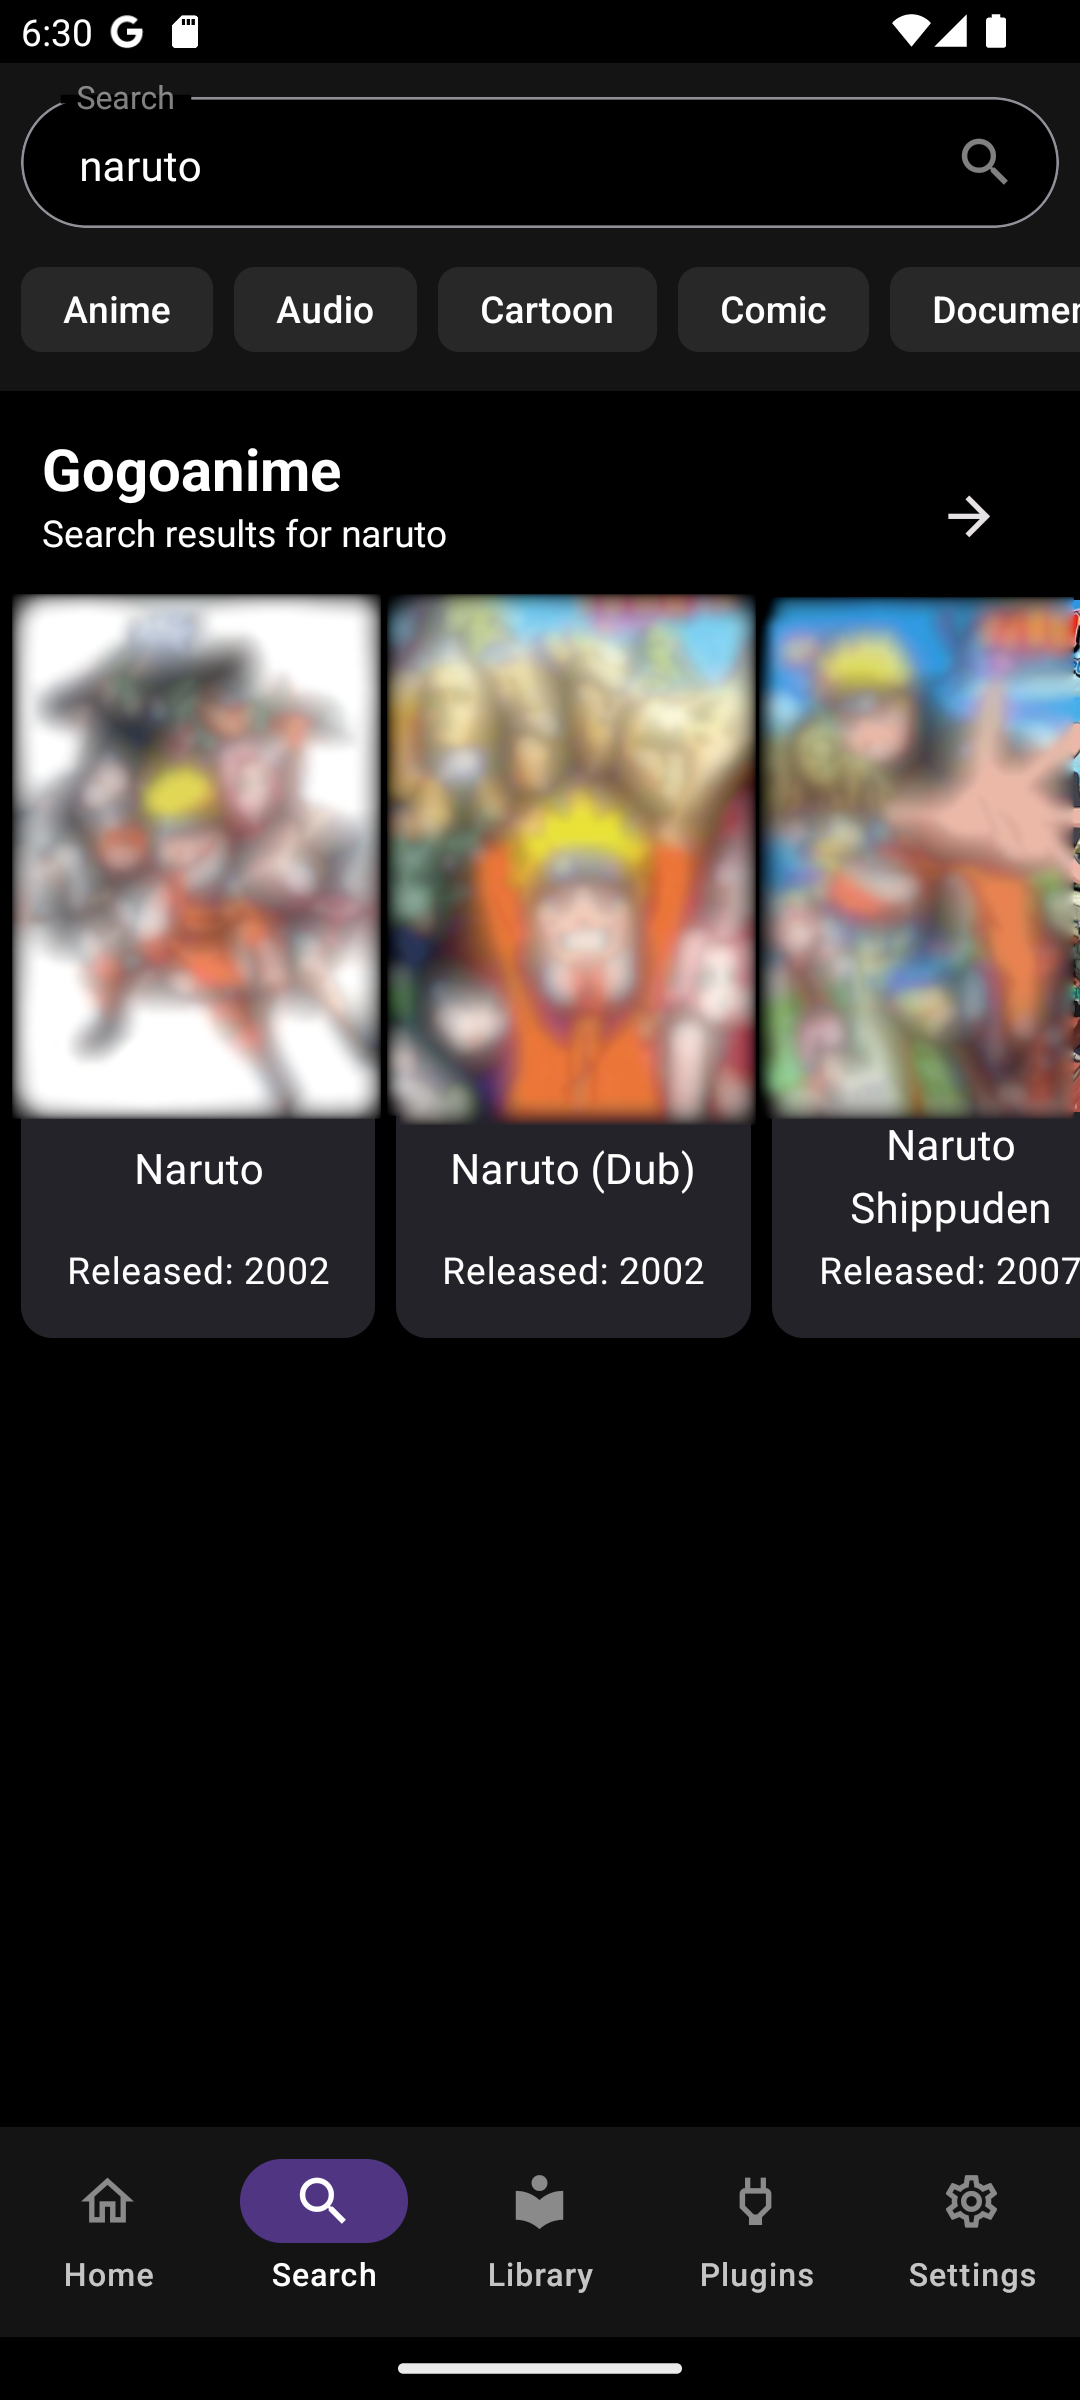 6:30
Search
naruto
Anime Audio Cartoon Comic Documen
Gogoanime
Search results for naruto
Naruto
Released: 2002
Naruto (Dub)
Released: 2002
Naruto
Shippuden
Released: 2007
Home Search Library Plugins Settings